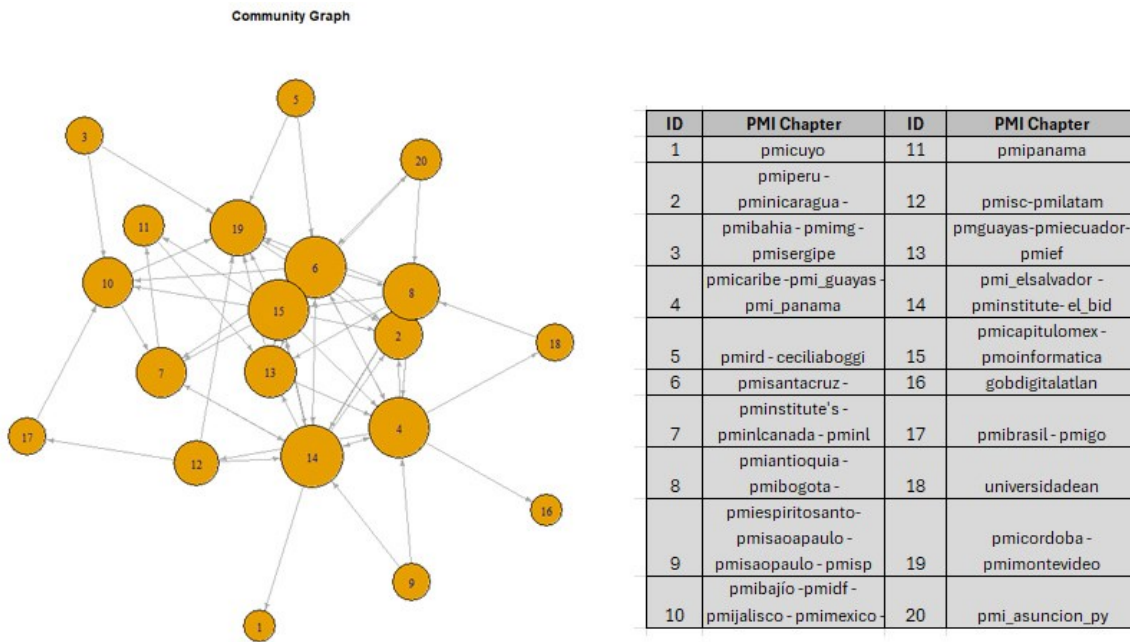 Community Graph
5
3
20
11
19
6
10
8
15
2
18
7
13
4
17
12
14
16
9
1
ID PMI Chapter ID PMI Chapter
1 pmicuyo 11 pmipanama
pmiperu -
2 pminicaragua - 12 pmisc-pmilatam
pmibahia - pmimg - pmguayas-pmiecuador-
3 pmisergipe 13 pmief
pmicaribe -pmi_guayas - pmi_elsalvador -
4 pmi_panama 14 pminstitute- el_bid
pmicapitulomex -
5 pmird - ceciliaboggi 15 pmoinformatica
6 pmisantacruz - 16 gobdigitalatlan
pminstitute's -
7 pminlcanada - pminl 17 pmibrasil - pmigo
pmiantioquia -
8 pmibogota - 18 universidadean
pmiespiritosanto-
pmisaoapaulo - pmicordoba -
9 pmisaopaulo - pmisp 19 pmimontevideo
pmibajío -pmidf -
10 pmijalisco - pmimexico - 20 pmi_asuncion_py